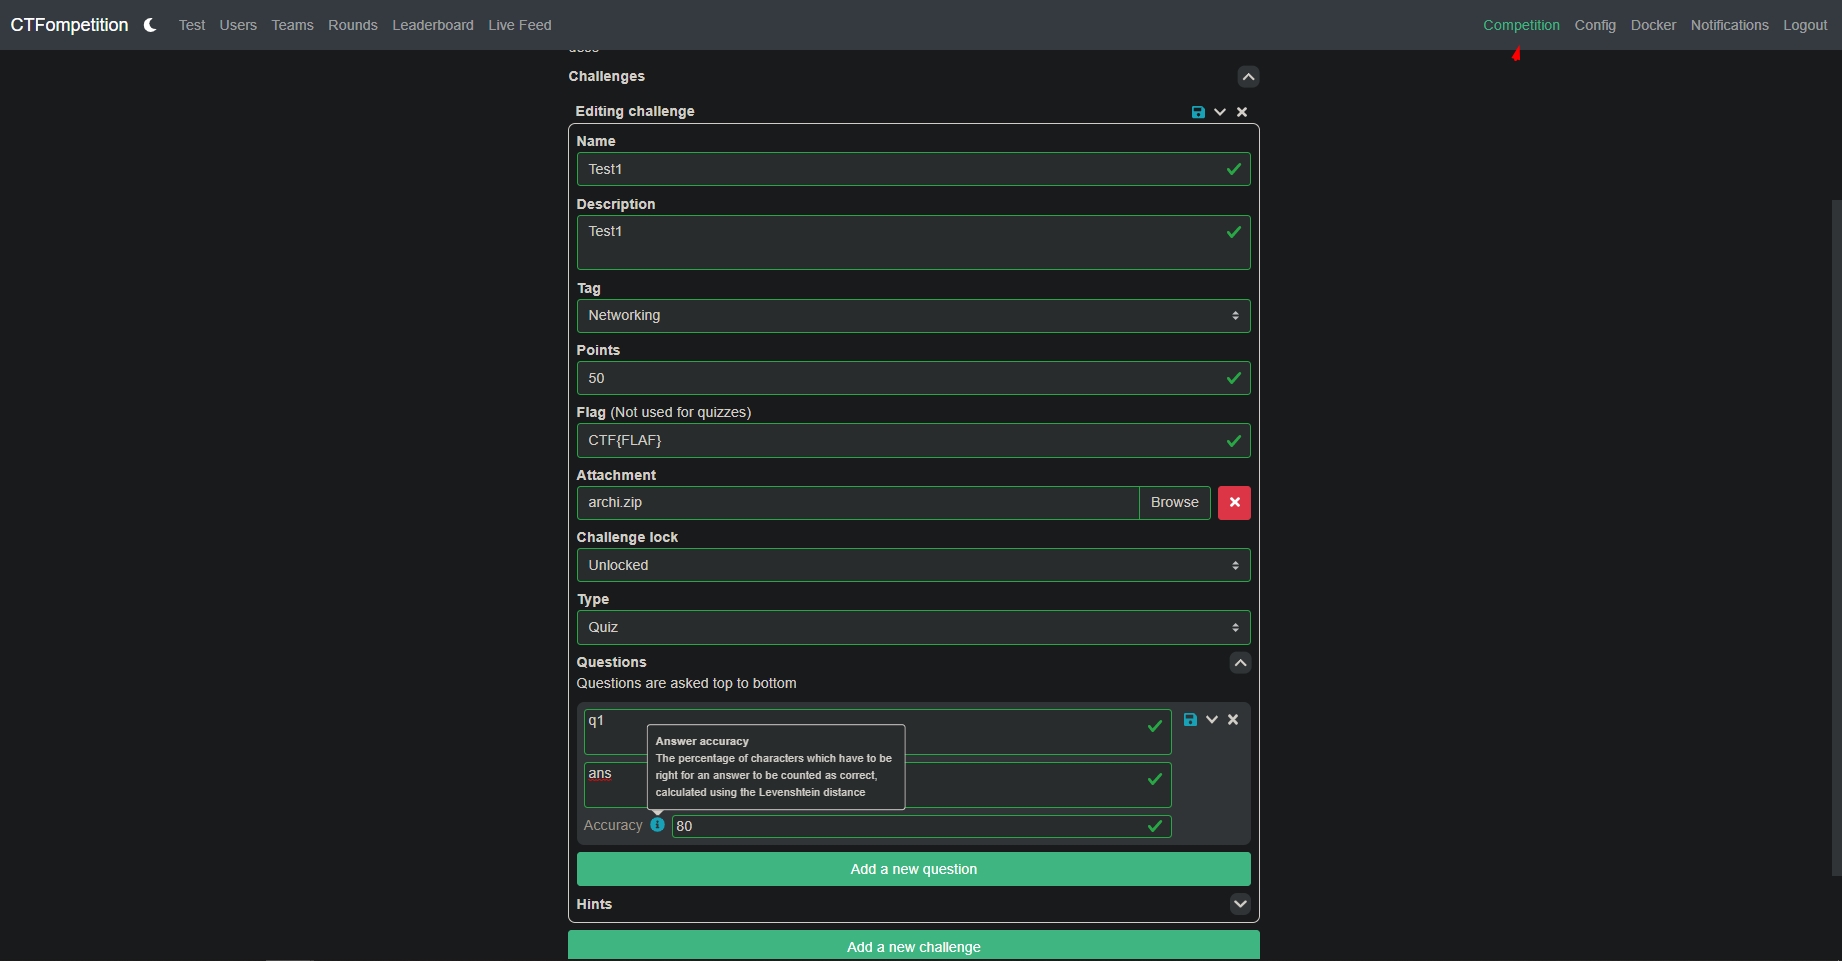 CTFompetition Test Users Teams Rounds Leaderboard Live Feed Competition Config Docker Notifications Logout
Challenges
Editing challenge
Name
Test1
Description
Test1
Tag
Networking
Points
50
Flag (Not used for quizzes)
CTF{FLAF}
Attachment
archi.zip Browse
Challenge lock
Unlocked
Type
Quiz
Questions
Questions are asked top to bottom
q1
Answer accuracy
The percentage of characters which have to be
right for an answer to be counted as correct,
calculated using the Levenshtein distance
ans
Accuracy 80
Add a new question
Hints
Add a new challenge